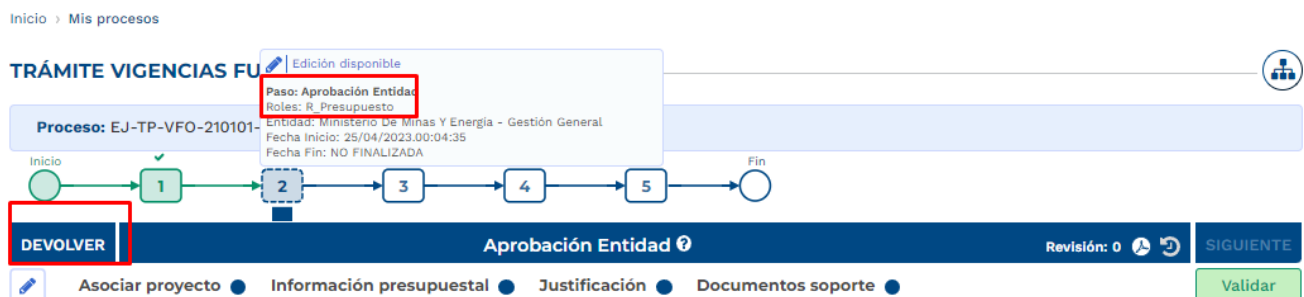 Inicio › Mis procesos
TRÁMITE VIGENCIAS FU
Edición disponible
Paso: Aprobación Entidad
Roles: R_Presupuesto
Entidad: Ministerio De Minas Y Energía - Gestión General
Fecha Inicio: 25/04/2023.00:04:35
Fecha Fin: NO FINALIZADA
Proceso: EJ-TP-VFO-210101-
Inicio
Fin
1
2
3
4
5
DEVOLVER
Aprobación Entidad
Revisión: 0
SIGUIENTE
Asociar proyecto
Información presupuestal
Justificación
Documentos soporte
Validar